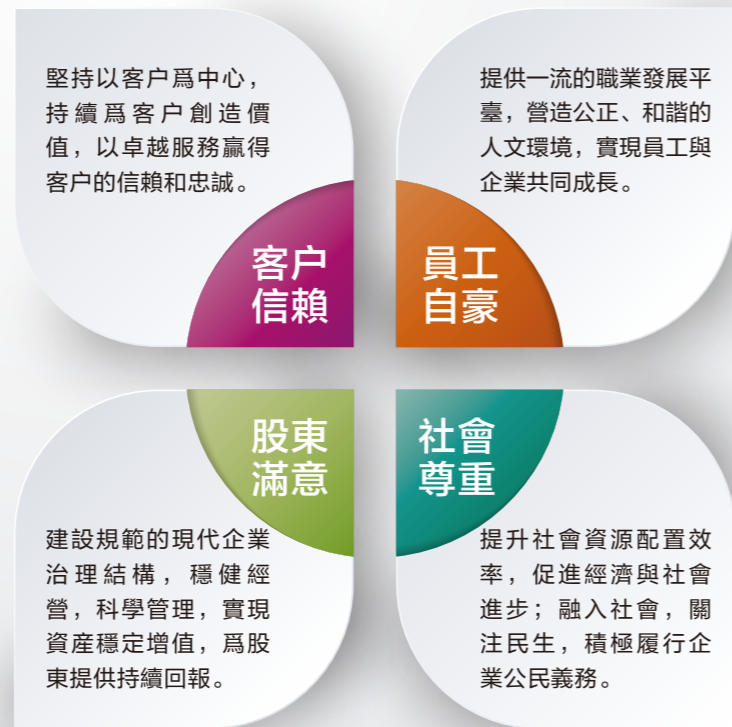 堅持以客户爲中心，
持續爲客户創造價
值，以卓越服務贏得
客户的信賴和忠誠。
客户
信賴
提供一流的職業發展平
臺，營造公正、和諧的
人文環境，實現員工與
企業共同成長。
員工
自豪
股東
滿意
建設規範的現代企業
治理結構，穩健經
營，科學管理，實現
資産穩定增值，爲股
東提供持續回報。
社會
尊重
提升社會資源配置效
率，促進經濟與社會
進步；融入社會，關
注民生，積極履行企
業公民義務。